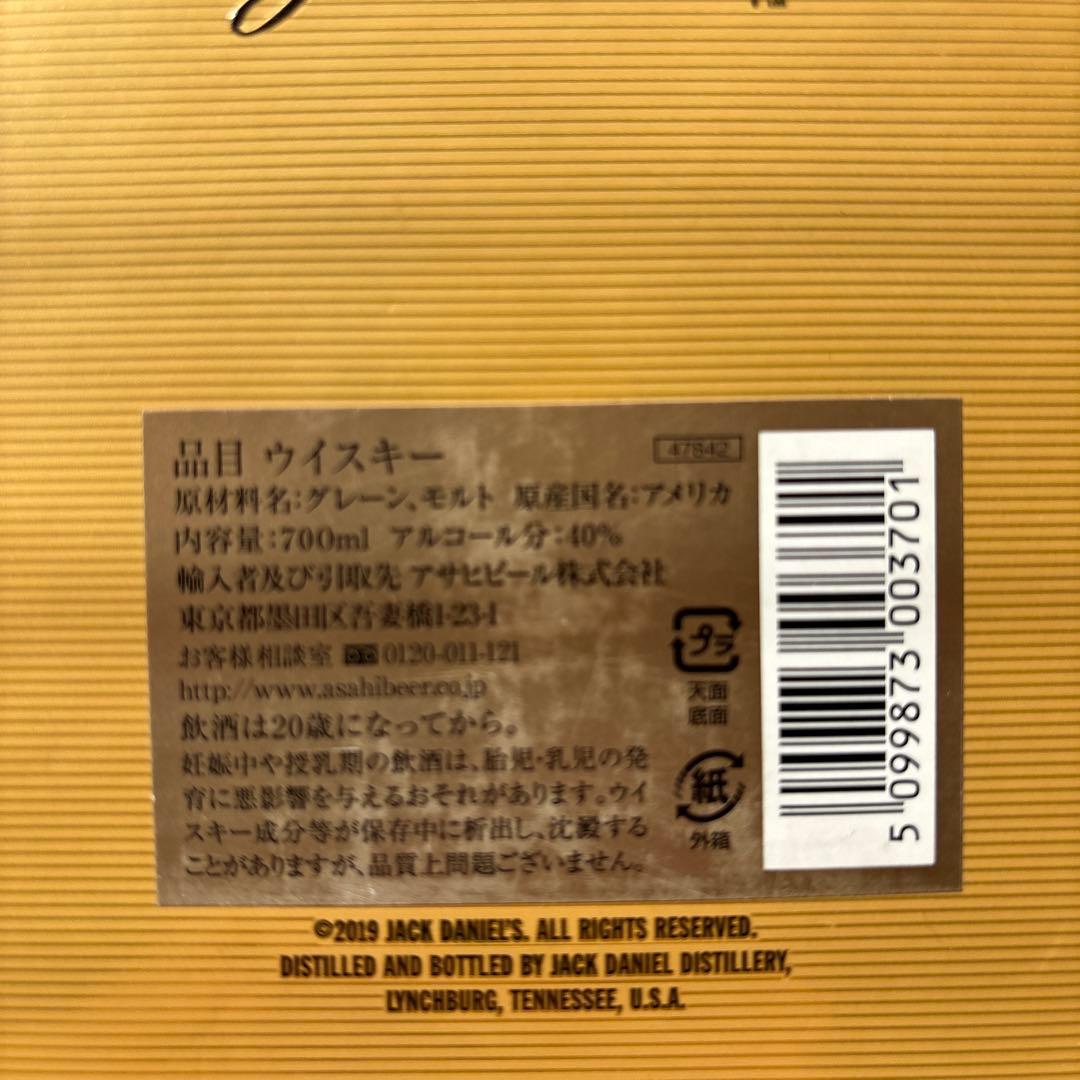 品目 ウイスキー
47842
原材料名:グレーン、モルト 原産国名:アメリカ
内容量:700ml アルコール分:40%
輸入者及び引取先 アサヒビール株式会社
東京都墨田区吾妻橋1-23-1
お客様相談室 0120-011-121
http://www.asahibeer.co.jp
飲酒は20歳になってから。
妊娠中や授乳期の飲酒は、胎児・乳児の発
育に悪影響を与えるおそれがあります。ウイ
スキー成分等が保存中に析出し、沈澱する
ことがありますが、品質上問題ございません。
プラ
天面
底面
紙
外箱
5 099873 003701
©2019 JACK DANIEL'S. ALL RIGHTS RESERVED.
DISTILLED AND BOTTLED BY JACK DANIEL DISTILLERY,
LYNCHBURG, TENNESSEE, U.S.A.